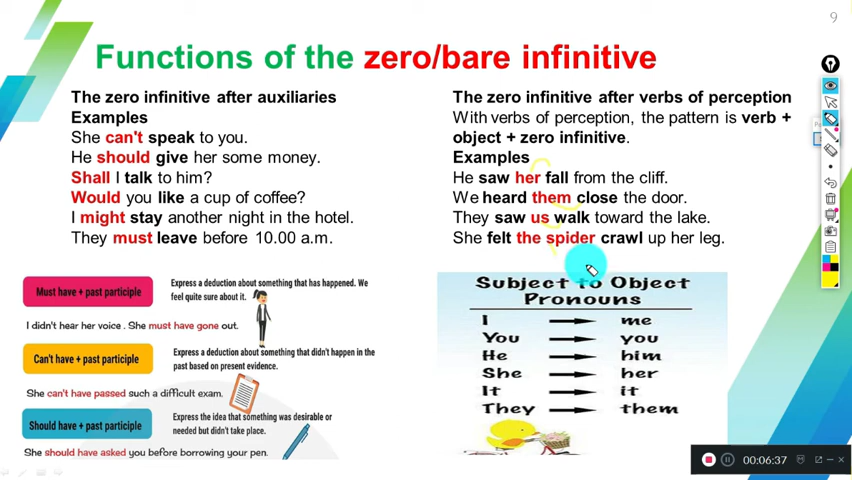 9
Functions of the zero/bare infinitive
The zero infinitive after auxiliaries
Examples
She can't speak to you.
He should give her some money.
Shall I talk to him?
Would you like a cup of coffee?
I might stay another night in the hotel.
They must leave before 10.00 a.m.
The zero infinitive after verbs of perception
With verbs of perception, the pattern is verb +
object + zero infinitive.
Examples
He saw her fall from the cliff.
We heard them close the door.
They saw us walk toward the lake.
She felt the spider crawl up her leg.
Must have + past participle
Express a deduction about something that has happened. We
feel quite sure about it.
I didn't hear her voice . She must have gone out.
Can't have + past participle
Express a deduction about something that didn't happen in the
past based on present evidence.
She can't have passed such a difficult exam.
Should have + past participle
Express the idea that something was desirable or
needed but didn't take place.
She should have asked you before borrowing your pen.
Subject to Object
Pronouns
I me
You you
He him
She her
It it
They them
00:06:37